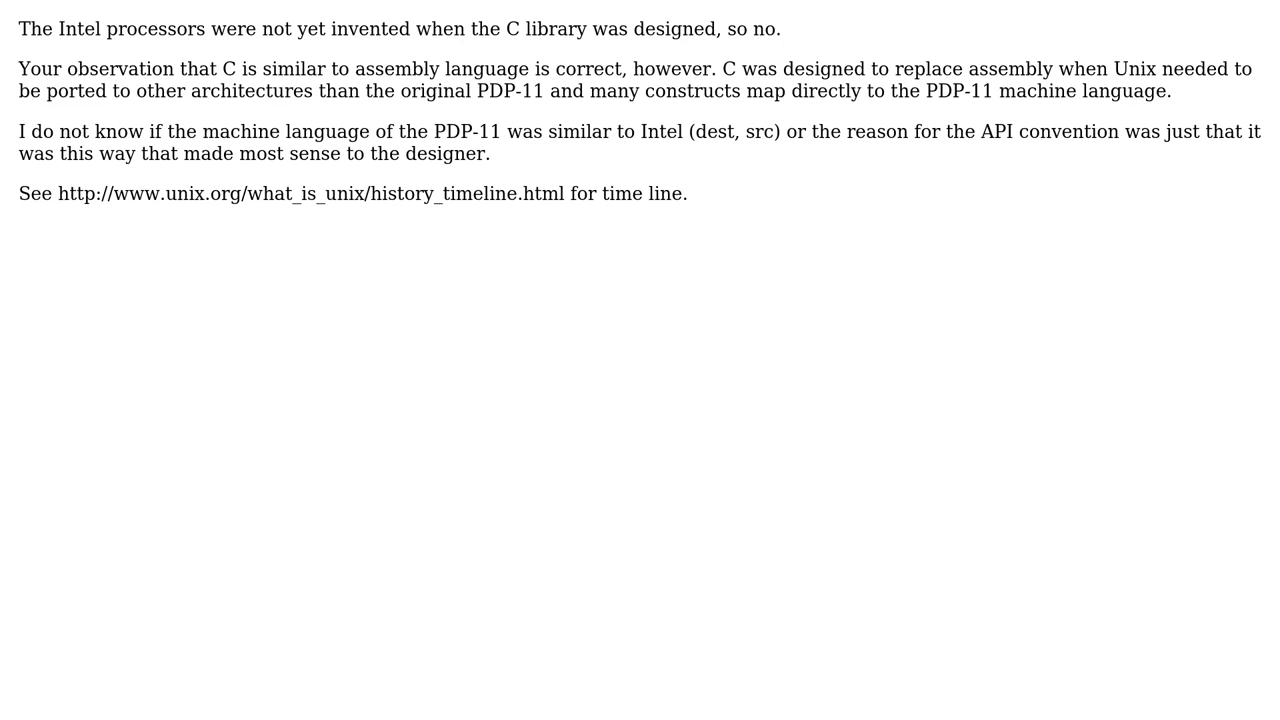 The Intel processors were not yet invented when the C library was designed, so no.
Your observation that C is similar to assembly language is correct, however. C was designed to replace assembly when Unix needed to
be ported to other architectures than the original PDP-11 and many constructs map directly to the PDP-11 machine language.
I do not know if the machine language of the PDP-11 was similar to Intel (dest, src) or the reason for the API convention was just that it
was this way that made most sense to the designer.
See http://www.unix.org/what_is_unix/history_timeline.html for time line.